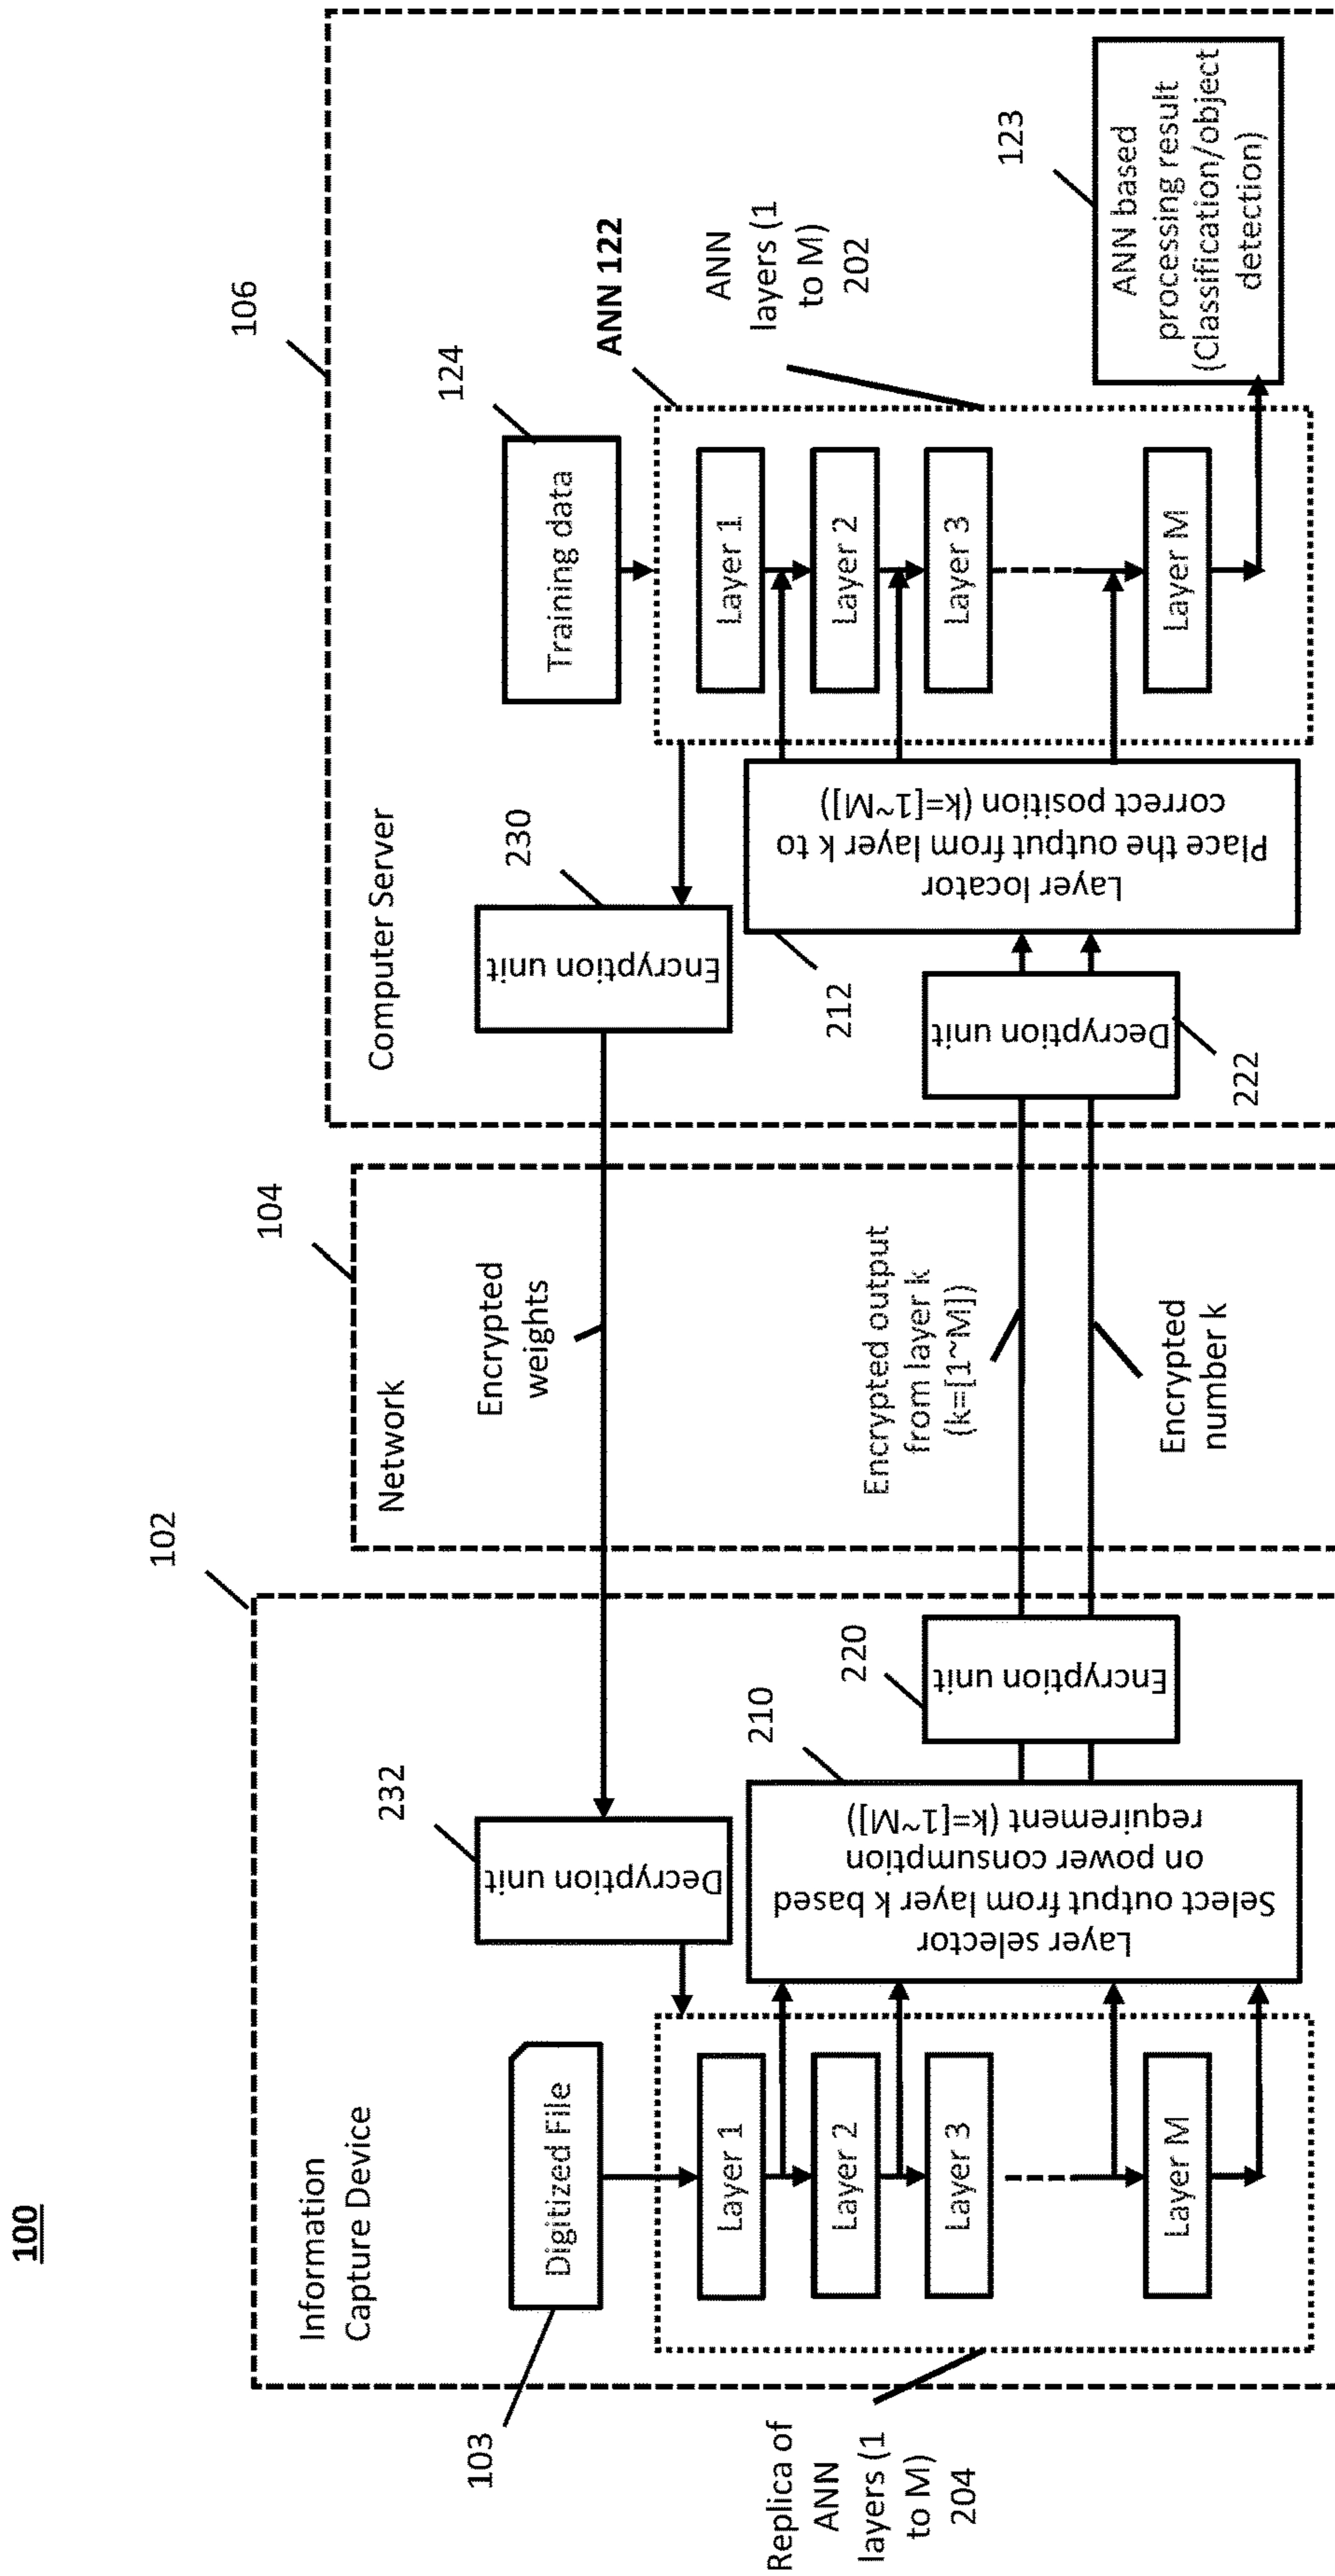 100
102
Information
Capture Device
103
Digitized File
232
Decryption unit
Replica of
ANN
layers (1
to M)
204
Layer 1
Layer 2
Layer 3
Layer M
210
Layer selector
Select output from layer k based
on power consumption
requirement (k=[1~M])
220
Encryption unit
104
Network
Encrypted
weights
Encrypted output
from layer k
(k=[1~M])
Encrypted
number k
106
Computer Server
230
Encryption unit
212
Layer locator
Place the output from layer k to
correct position (k=[1~M])
Decryption unit
222
124
Training data
ANN 122
ANN
layers (1
to M)
202
Layer 1
Layer 2
Layer 3
Layer M
123
ANN based
processing result
(Classification/object
detection)